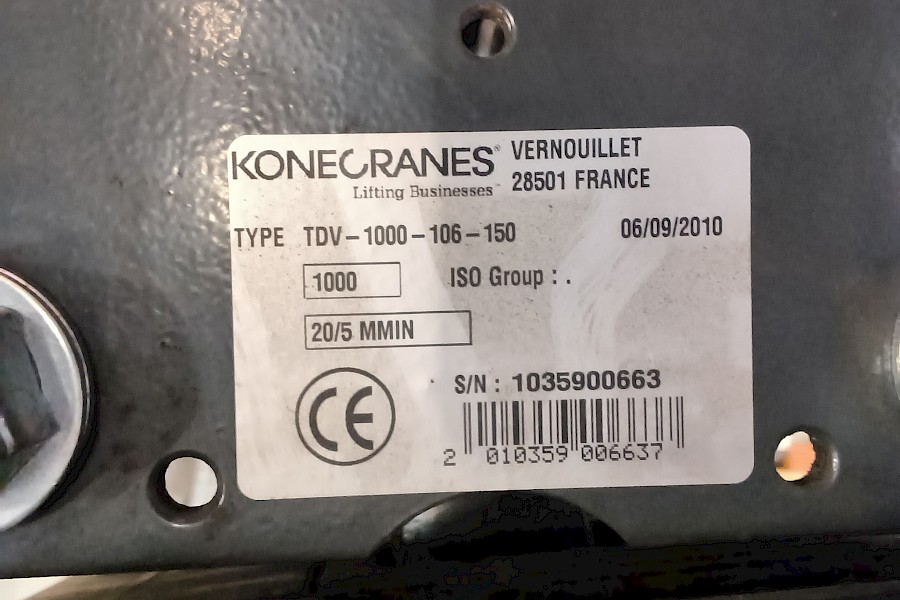 KONECRANES® VERNOUILLET
Lifting Businesses™ 28501 FRANCE
TYPE TDV-1000-106-150 06/09/2010
1000 ISO Group : .
20/5 MMIN
CE S/N : 1035900663
2 010359 006637